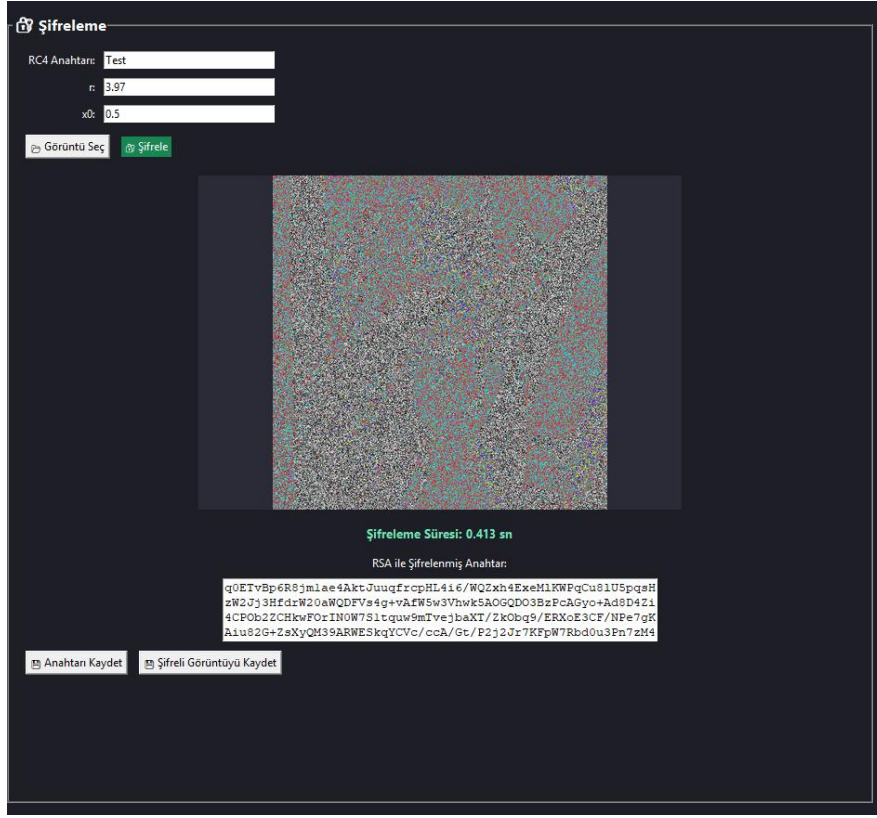 Şifreleme
RC4 Anahtarı: Test
r: 3.97
x0: 0.5
Görüntü Seç Şifrele
Şifreleme Süresi: 0.413 sn
RSA ile Şifrelenmiş Anahtar:
q0ETvBp6R8jmlae4AktJuuqfrcpHL4i6/WQZxh4ExeMlKWPqCu8lU5pqsH
zW2Jj3HfdrW20aWQDFVs4g+vAfW5w3Vhwk5AOGQDO3BzPcAGyo+Ad8D4Zi
4CPOb2ZCHkwFOrIN0W7Sltquw9mTvejbaXT/ZkObq9/ERXoE3CF/NPe7gK
Aiu82G+ZsXyQM39ARWESkqYCVc/ccA/Gt/P2j2Jr7KFpW7Rbd0u3Pn7zM4
Anahtarı Kaydet Şifreli Görüntüyü Kaydet